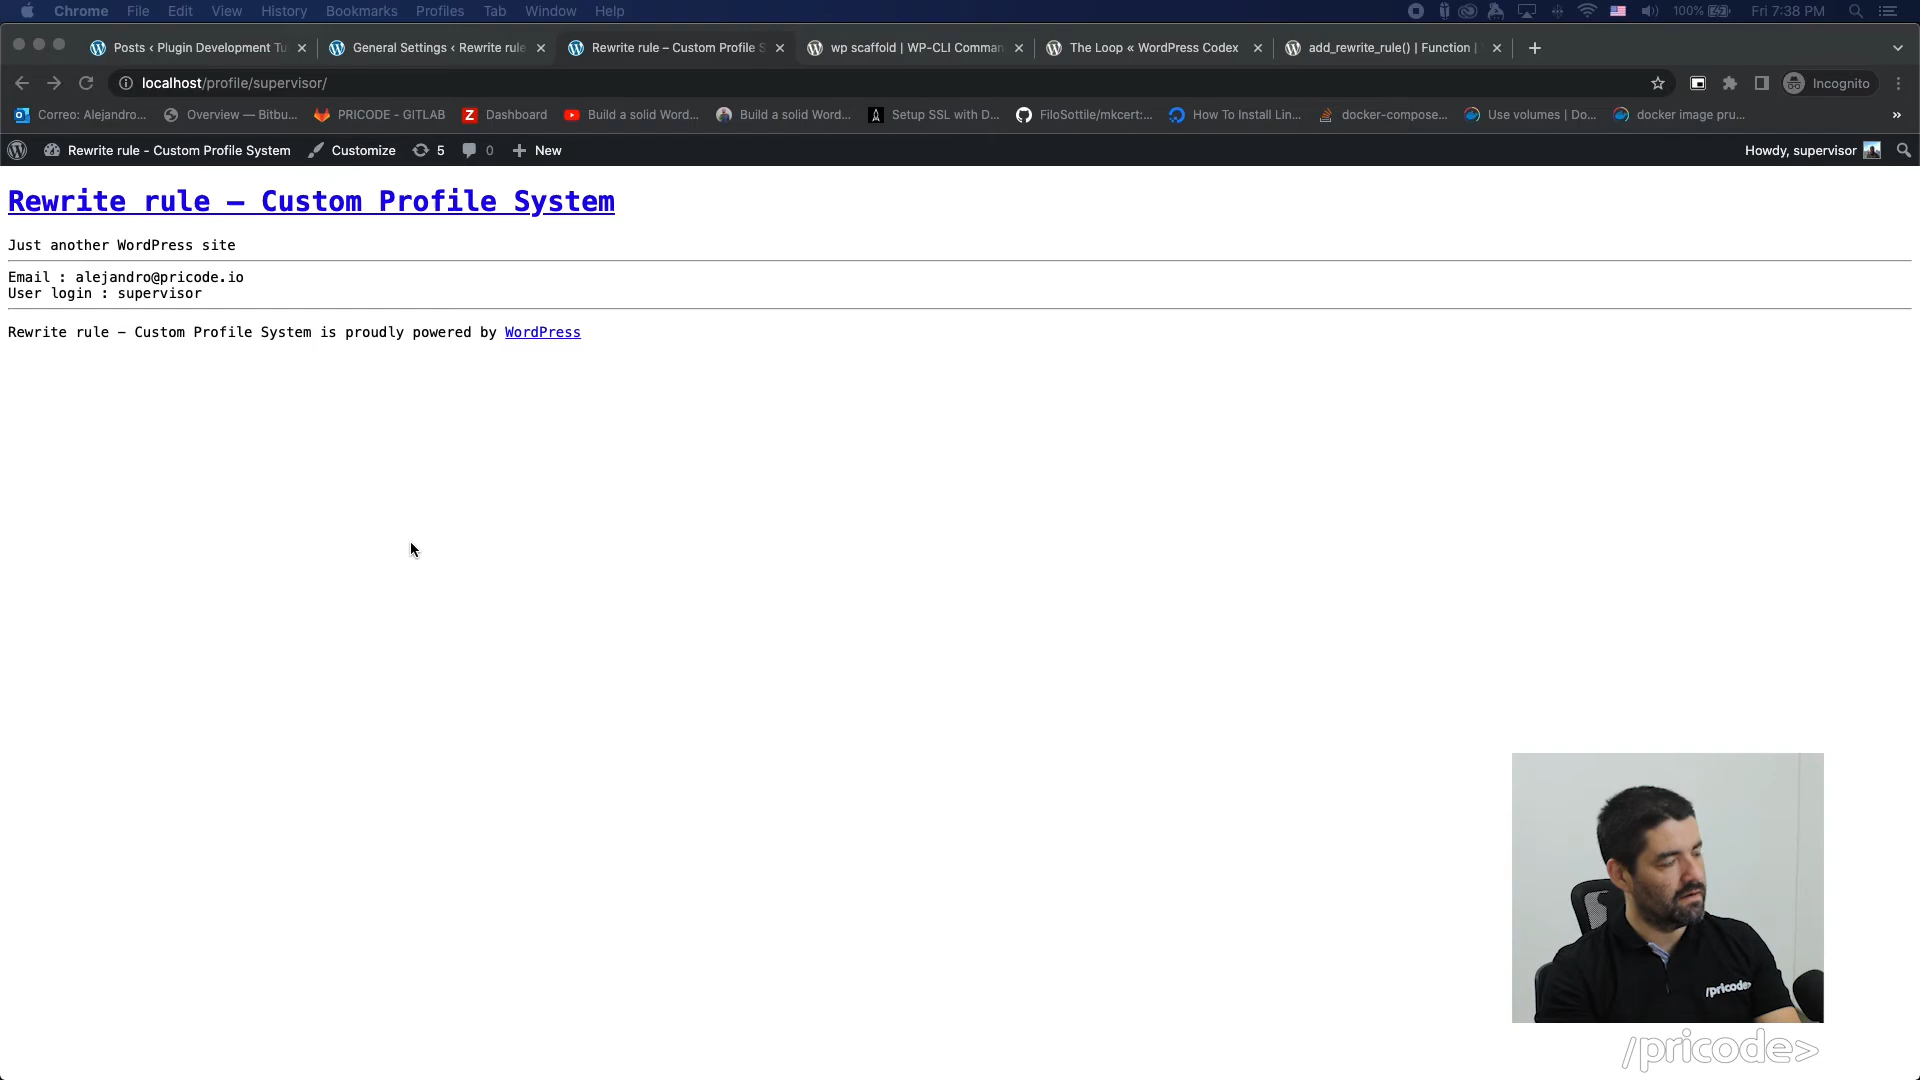 Chrome File Edit View History Bookmarks Profiles Tab Window Help 100% Fri 7:38 PM
Posts ‹ Plugin Development Tu General Settings ‹ Rewrite rule Rewrite rule – Custom Profile S wp scaffold | WP-CLI Comman The Loop « WordPress Codex add_rewrite_rule() | Function |
localhost/profile/supervisor/ Incognito
Correo: Alejandro... Overview — Bitbu... PRICODE - GITLAB Dashboard Build a solid Word... Build a solid Word... Setup SSL with D... FiloSottile/mkcert:... How To Install Lin... docker-compose... Use volumes | Do... docker image pru... »
Rewrite rule - Custom Profile System Customize 5 0 New Howdy, supervisor
Rewrite rule – Custom Profile System
Just another WordPress site
Email : alejandro@pricode.io
User login : supervisor
Rewrite rule – Custom Profile System is proudly powered by WordPress
/pricode>
/pricode>